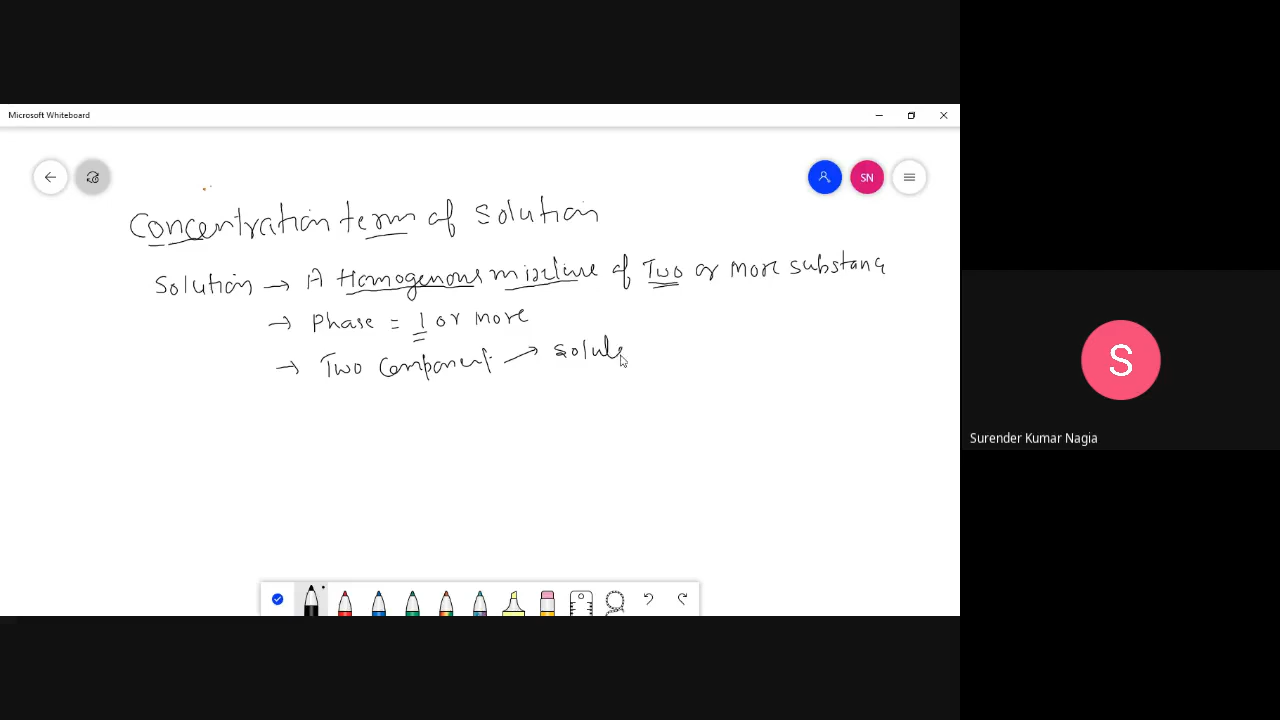 Microsoft Whiteboard
SN
Concentration term of solution
Solution → A Homogenous mixture of Two or more substance
→ Phase = 1 or more
→ Two Component → solute
S
Surender Kumar Nagia